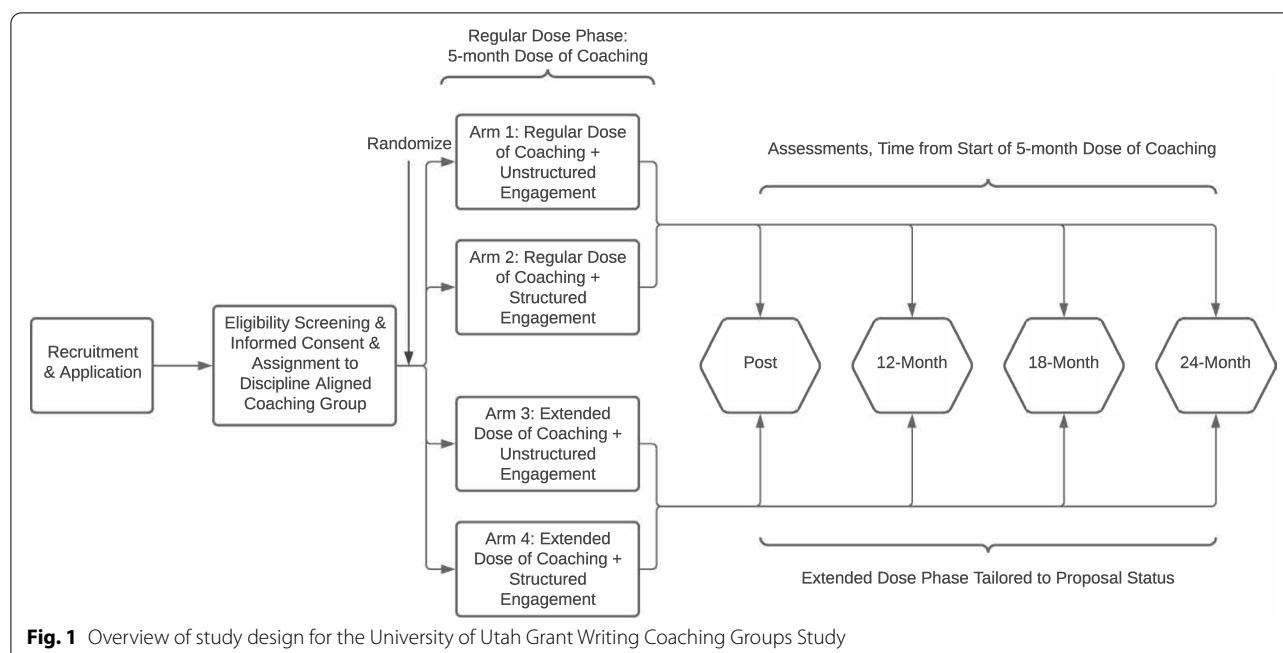 Regular Dose Phase:
5-month Dose of Coaching
Randomize
Arm 1: Regular Dose
of Coaching +
Unstructured
Engagement
Assessments, Time from Start of 5-month Dose of Coaching
Arm 2: Regular Dose
of Coaching +
Structured
Engagement
Recruitment
& Application
Eligibility Screening &
Informed Consent &
Assignment to
Discipline Aligned
Coaching Group
Post
12-Month
18-Month
24-Month
Arm 3: Extended
Dose of Coaching +
Unstructured
Engagement
Arm 4: Extended
Dose of Coaching +
Structured
Engagement
Extended Dose Phase Tailored to Proposal Status
Fig. 1 Overview of study design for the University of Utah Grant Writing Coaching Groups Study